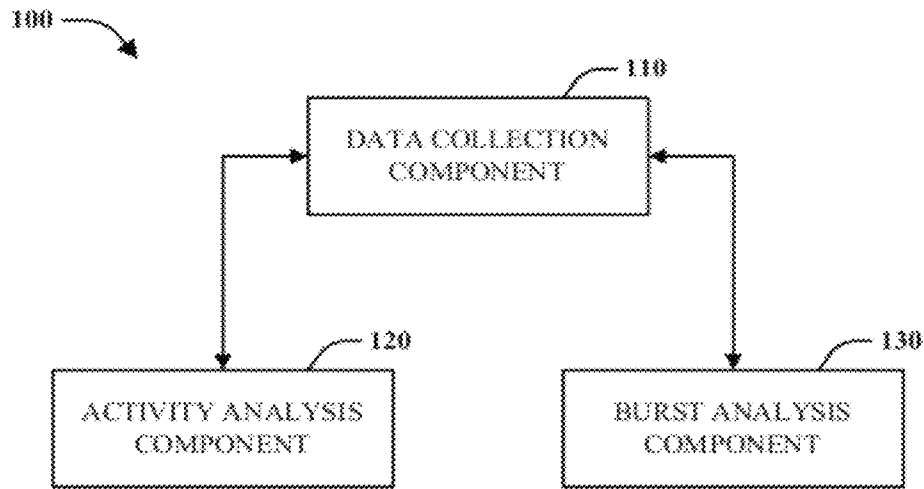 100
110
DATA COLLECTION
COMPONENT
120
ACTIVITY ANALYSIS
COMPONENT
130
BURST ANALYSIS
COMPONENT